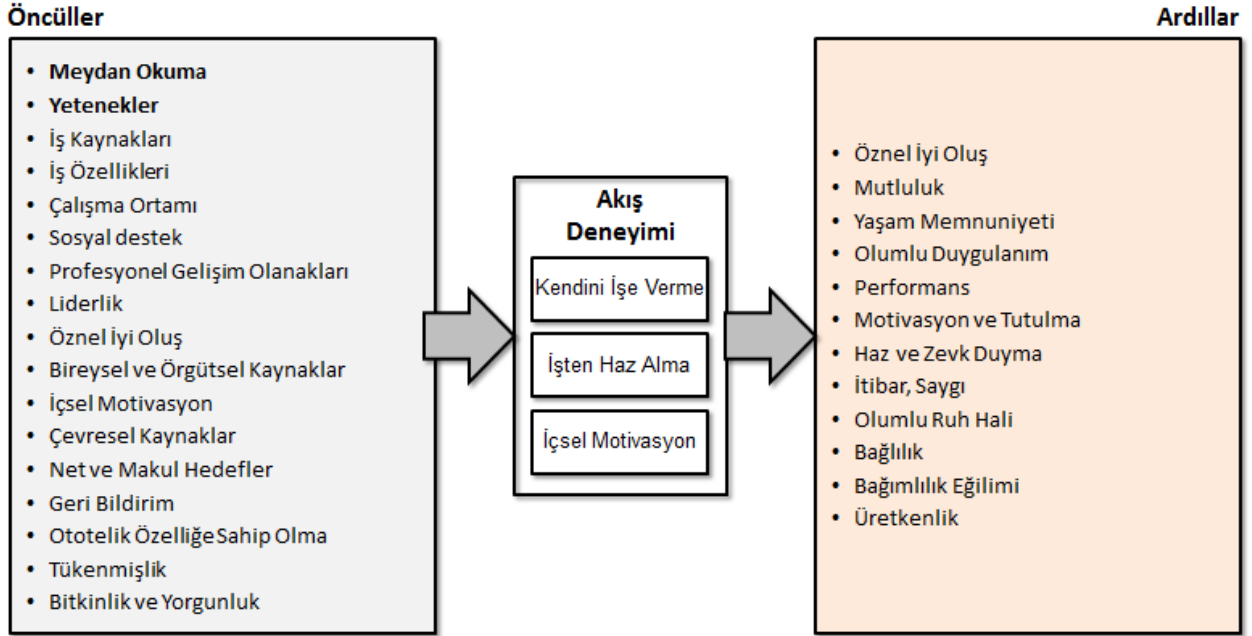 Öncüller
• Meydan Okuma
• Yetenekler
• İş Kaynakları
• İş Özellikleri
• Çalışma Ortamı
• Sosyal destek
• Profesyonel Gelişim Olanakları
• Liderlik
• Öznel İyi Oluş
• Bireysel ve Örgütsel Kaynaklar
• İçsel Motivasyon
• Çevresel Kaynaklar
• Net ve Makul Hedefler
• Geri Bildirim
• Ototelik Özelliğe Sahip Olma
• Tükenmişlik
• Bitkinlik ve Yorgunluk
Akış
Deneyimi
Kendini İşe Verme
İşten Haz Alma
İçsel Motivasyon
Ardıllar
• Öznel İyi Oluş
• Mutluluk
• Yaşam Memnuniyeti
• Olumlu Duygulanım
• Performans
• Motivasyon ve Tutulma
• Haz ve Zevk Duyma
• İtibar, Saygı
• Olumlu Ruh Hali
• Bağlılık
• Bağımlılık Eğilimi
• Üretkenlik